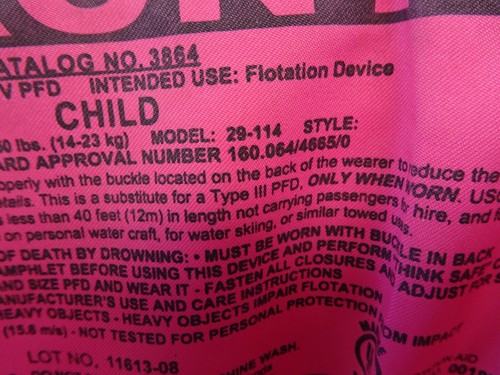 CATALOG NO. 3864
V PFD INTENDED USE: Flotation Device
CHILD
50 lbs. (14-23 kg) MODEL: 29-114 STYLE:
ARD APPROVAL NUMBER 160.064/4665/0
operly with the buckle located on the back of the wearer to reduce the
etails. This is a substitute for a Type III PFD, ONLY WHEN WORN. USC
s less than 40 feet (12m) in length not carrying passengers for hire, and
on personal water craft, for water skiing, or similar towed uses.
OF DEATH BY DROWNING: • MUST BE WORN WITH BUCKLE IN BACK
AMPHLET BEFORE USING THIS DEVICE AND PERFORM "THINK SAFE"
AND SIZE PFD AND WEAR IT - FASTEN ALL CLOSURES AND ADJUST FOR
ANUFACTURER'S USE AND CARE INSTRUCTIONS
HEAVY OBJECTS - HEAVY OBJECTS IMPAIR FLOTATION
(15.6 m/s) - NOT TESTED FOR PERSONAL PROTECTION
OM IMPACT
LOT NO. 11613-08
HINE WASH.